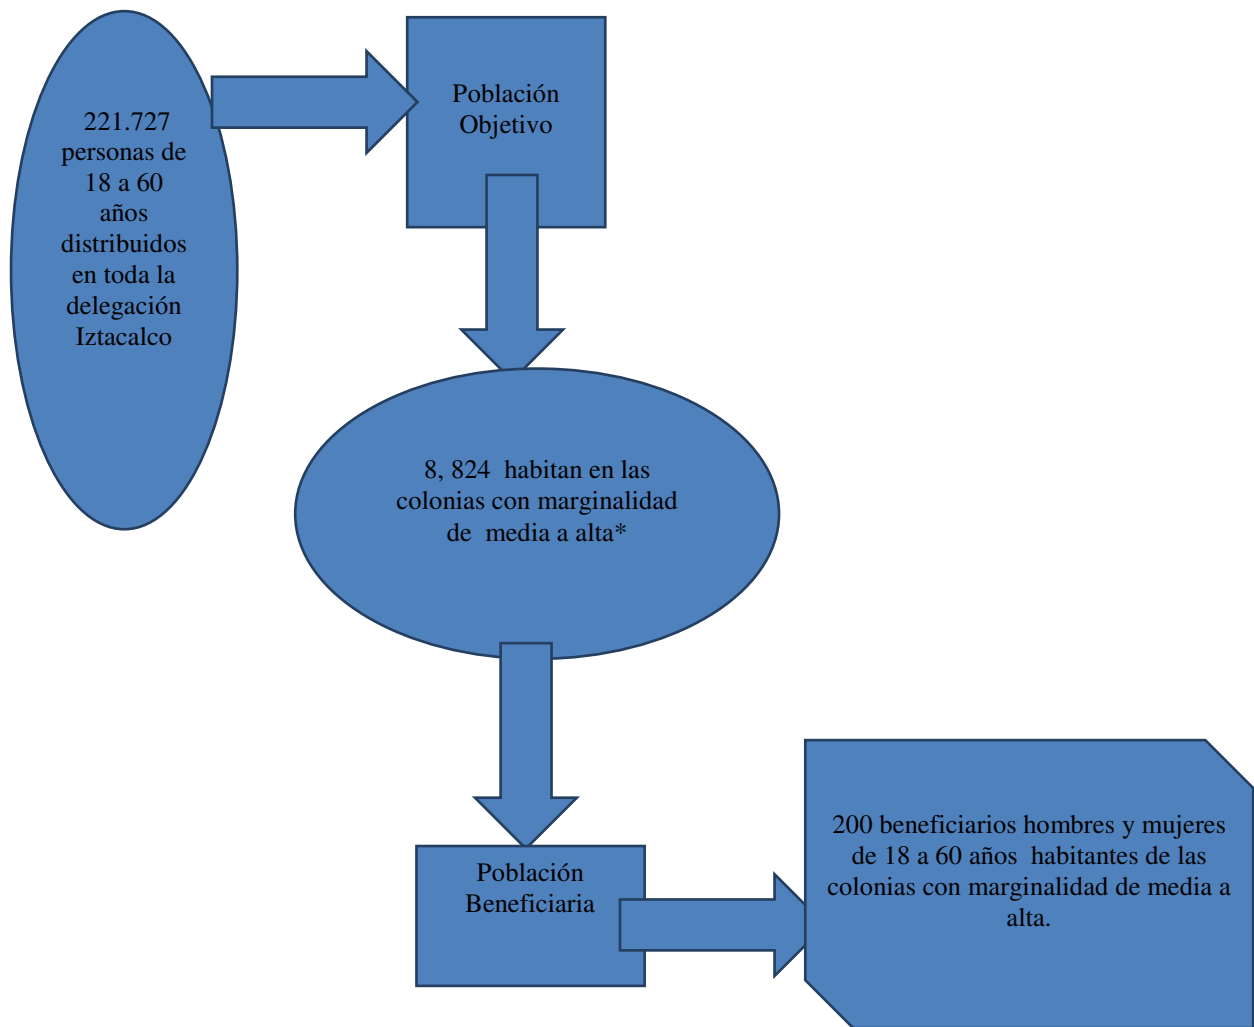 221.727
personas de
18 a 60
años
distribuidos
en toda la
delegación
Iztacalco
Población
Objetivo
8, 824  habitan en las
colonias con marginalidad
de  media a alta*
Población
Beneficiaria
200 beneficiarios hombres y mujeres
de 18 a 60 años  habitantes de las
colonias con marginalidad de media a
alta.